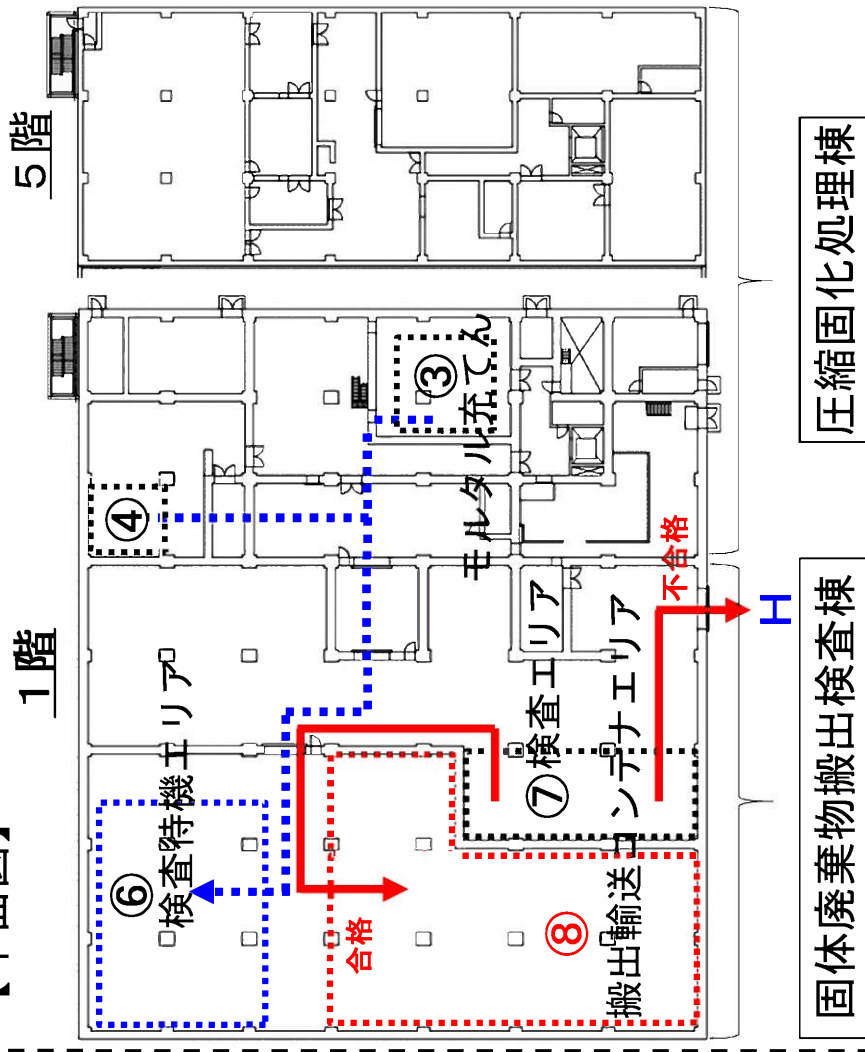 【平面図】
1階
5階
⑥
検査待機エリア
④
③
モルタル充てん
⑦検査エリア
⑧
搬出輸送コンテナエリア
合格
不合格
H
固体廃棄物搬出検査棟
圧縮固化処理棟